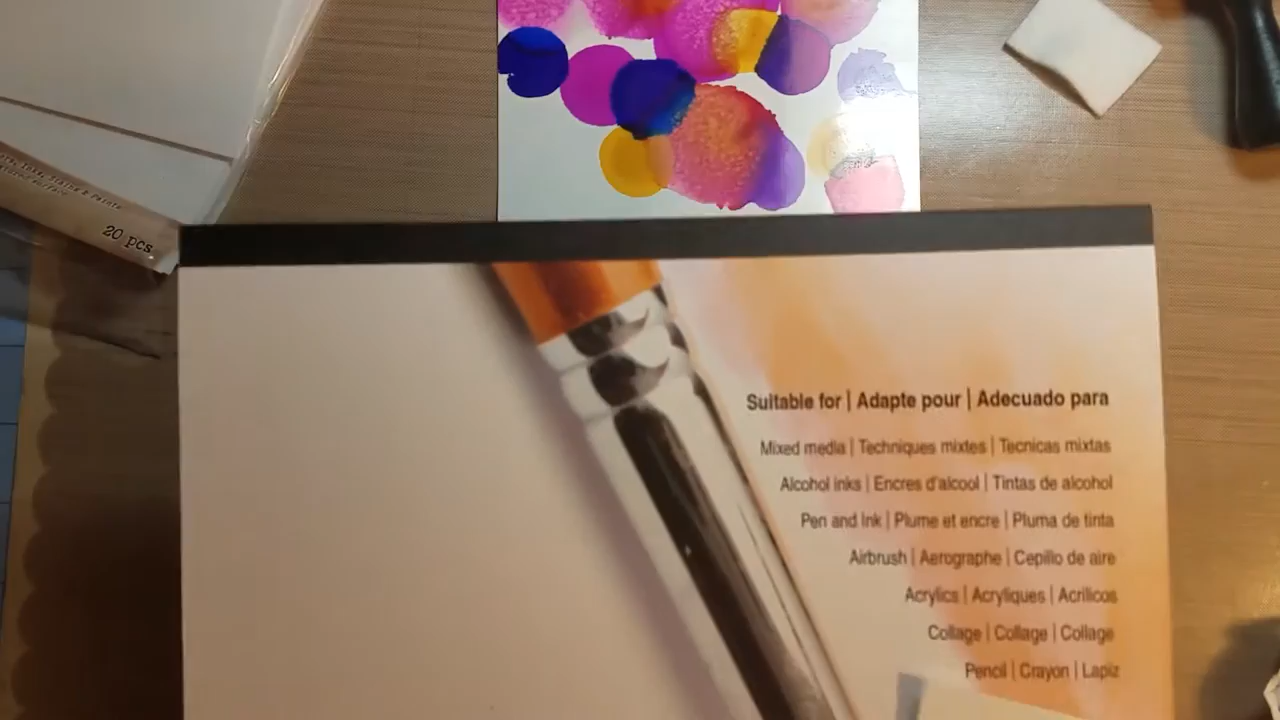 20 pcs.
Suitable for | Adapte pour | Adecuado para
Mixed media | Techniques mixtes | Tecnicas mixtas
Alcohol inks | Encres d'alcool | Tintas de alcohol
Pen and Ink | Plume et encre | Pluma de tinta
Airbrush | Aerographe | Cepillo de aire
Acrylics | Acryliques | Acrilicos
Collage | Collage | Collage
Pencil | Crayon | Lapiz